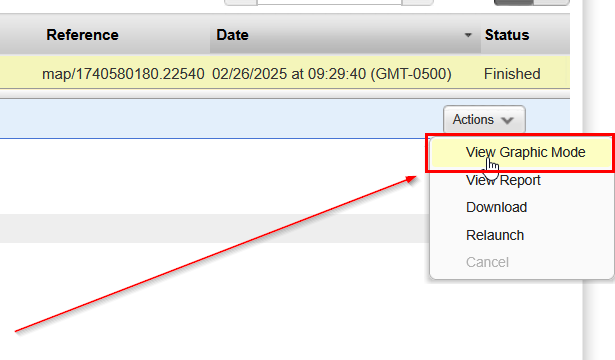 Reference Date Status
map/1740580180.22540 02/26/2025 at 09:29:40 (GMT-0500) Finished
Actions
View Graphic Mode
View Report
Download
Relaunch
Cancel